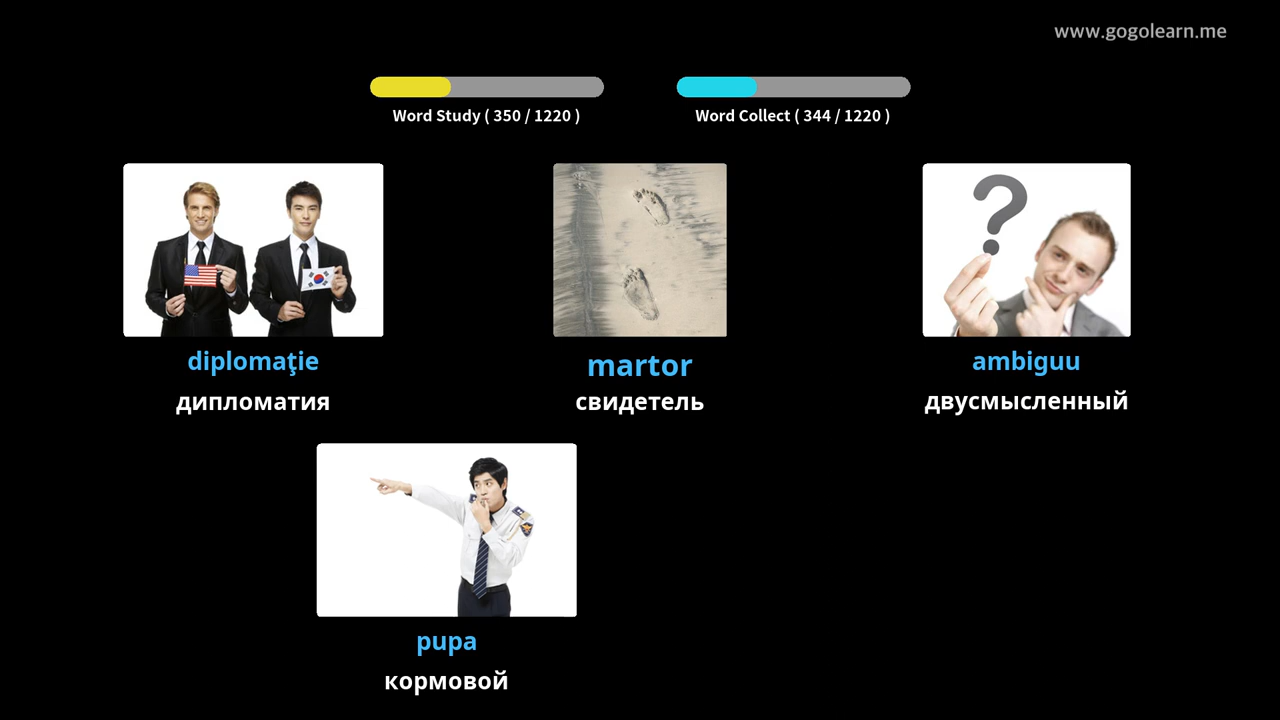 www.gogolearn.me
Word Study ( 350 / 1220 )
Word Collect ( 344 / 1220 )
diplomaţie
дипломатия
martor
свидетель
ambiguu
двусмысленный
pupa
кормовой